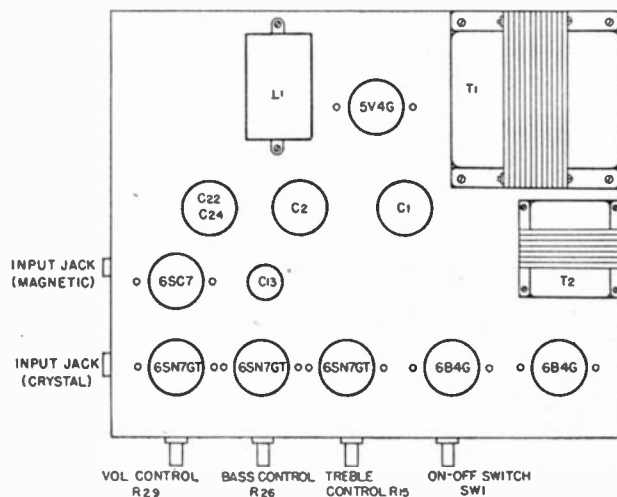 L1
5V4G
T1
C22
C24
C2
C1
T2
INPUT JACK
(MAGNETIC)
6SC7
C13
INPUT JACK
(CRYSTAL)
6SN7GT
6SN7GT
6SN7GT
6B4G
6B4G
VOL CONTROL
R29
BASS CONTROL
R26
TREBLE
CONTROL R15
ON-OFF SWITCH
SW1